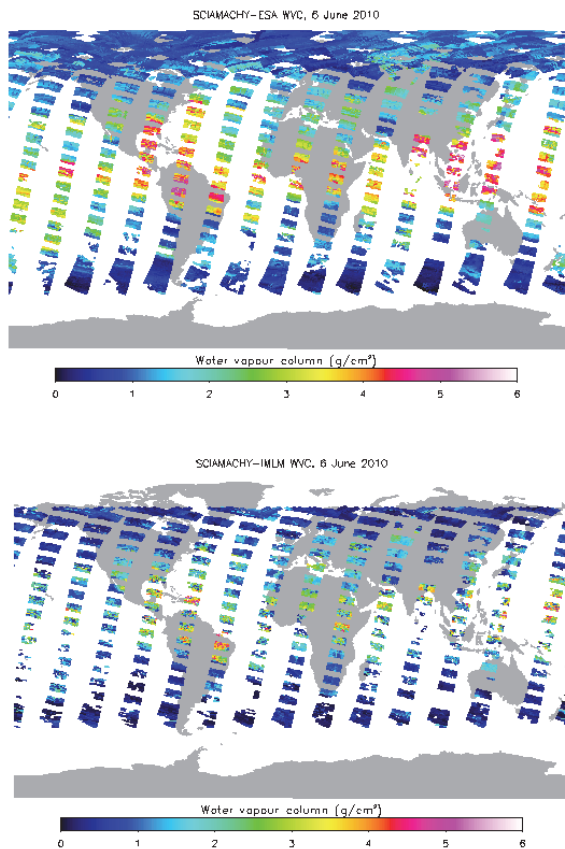 SCIAMACHY-ESA WVC, 6 June 2010
Water vapour column [g/cm²]
0 1 2 3 4 5 6
SCIAMACHY-IMLM WVC, 6 June 2010
Water vapour column [g/cm²]
0 1 2 3 4 5 6